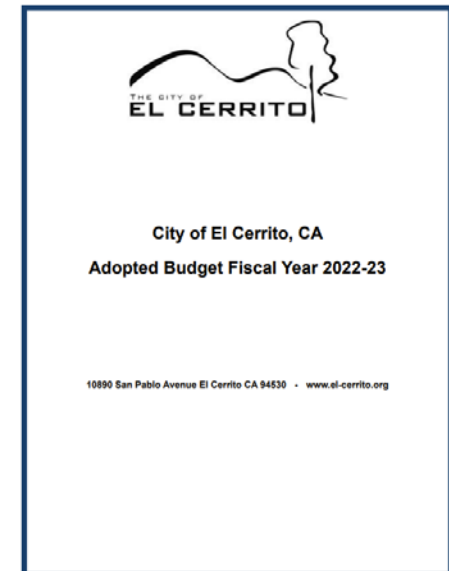 THE CITY OF
EL CERRITO
City of El Cerrito, CA
Adopted Budget Fiscal Year 2022-23
10890 San Pablo Avenue El Cerrito CA 94530 - www.el-cerrito.org